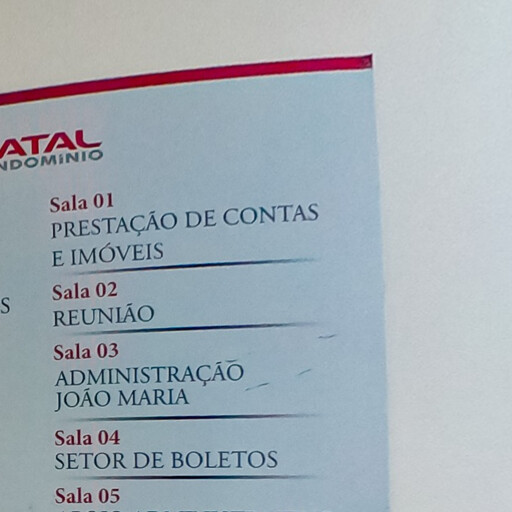 ATAL
NDOMÍNIO
Sala 01
PRESTAÇÃO DE CONTAS
E IMÓVEIS
Sala 02
REUNIÃO
S
Sala 03
ADMINISTRAÇÃO
JOÃO MARIA
Sala 04
SETOR DE BOLETOS
Sala 05